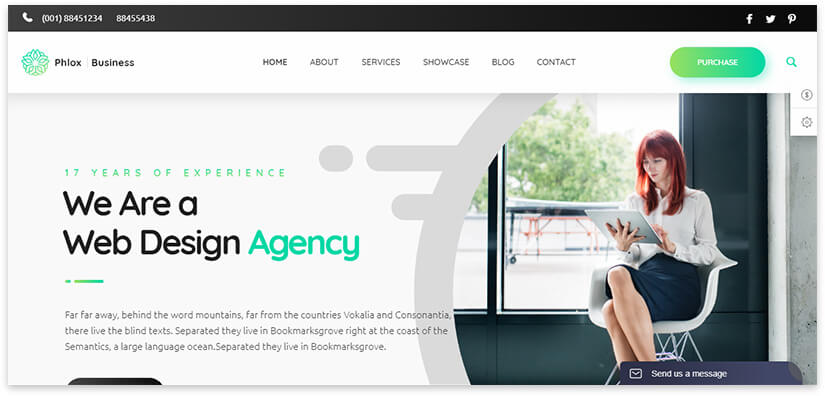 (001) 88451234 88455438
Phlox Business
HOME ABOUT SERVICES SHOWCASE BLOG CONTACT
PURCHASE
17 YEARS OF EXPERIENCE
We Are a
Web Design Agency
Far far away, behind the word mountains, far from the countries Vokalia and Consonantia,
there live the blind texts. Separated they live in Bookmarksgrove right at the coast of the
Semantics, a large language ocean.Separated they live in Bookmarksgrove.
Send us a message